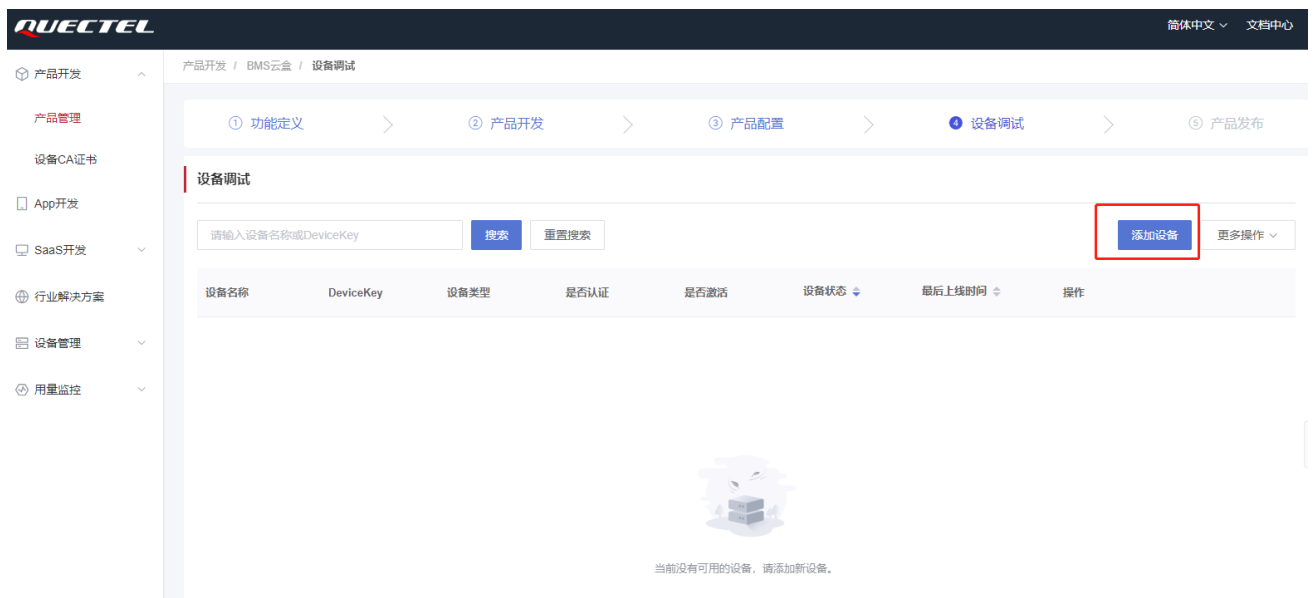 QUECTEL
简体中文 文档中心
产品开发
产品管理
设备CA证书
App开发
SaaS开发
行业解决方案
设备管理
用量监控
产品开发 / BMS云盒 / 设备调试
① 功能定义 ② 产品开发 ③ 产品配置 ④ 设备调试 ⑤ 产品发布
设备调试
请输入设备名称或DeviceKey 搜索 重置搜索 添加设备 更多操作
设备名称 DeviceKey 设备类型 是否认证 是否激活 设备状态 最后上线时间 操作
当前没有可用的设备，请添加新设备。